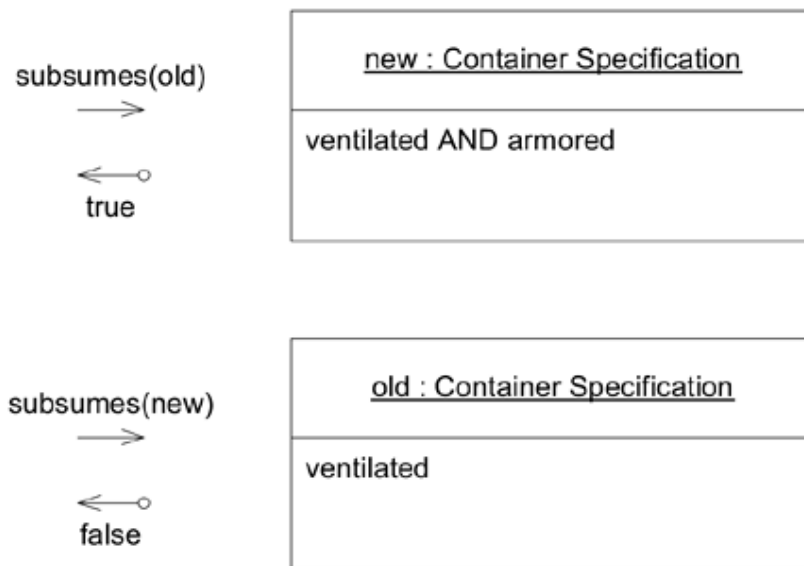 subsumes(old)
true
new : Container Specification
ventilated AND armored
subsumes(new)
false
old : Container Specification
ventilated